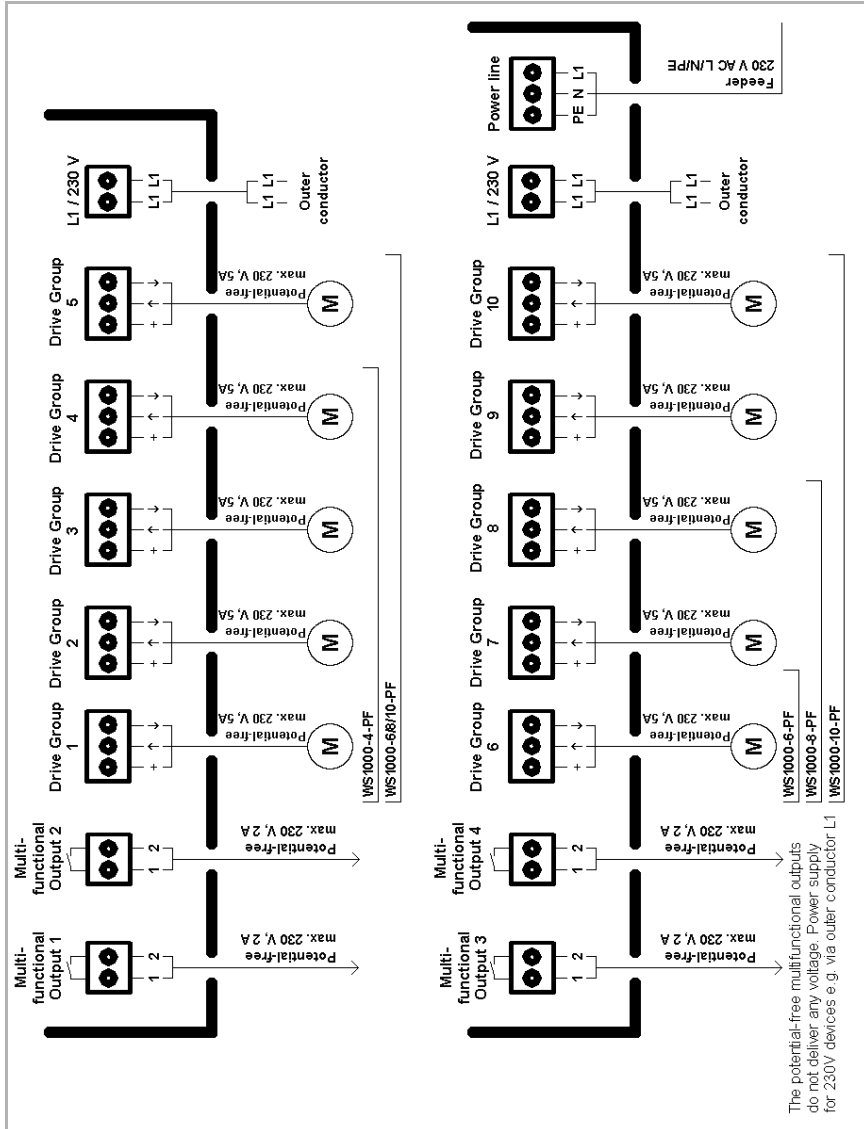 Multi-
functional
Output 1
1 2
Potential-free
max. 230 V, 2 A
Multi-
functional
Output 2
1 2
Potential-free
max. 230 V, 2 A
Drive Group
1
+ ← →
Potential-free
max. 230 V, 5A
M
Drive Group
2
+ ← →
Potential-free
max. 230 V, 5A
M
Drive Group
3
+ ← →
Potential-free
max. 230 V, 5A
M
Drive Group
4
+ ← →
Potential-free
max. 230 V, 5A
M
Drive Group
5
+ ← →
Potential-free
max. 230 V, 5A
M
L1 / 230 V
L1 L1
L1 L1
Outer
conductor
WS1000-4-PF
WS1000-6/8/10-PF
Multi-
functional
Output 3
1 2
Potential-free
max. 230 V, 2 A
Multi-
functional
Output 4
1 2
Potential-free
max. 230 V, 2 A
Drive Group
6
+ ← →
Potential-free
max. 230 V, 5A
M
Drive Group
7
+ ← →
Potential-free
max. 230 V, 5A
M
Drive Group
8
+ ← →
Potential-free
max. 230 V, 5A
M
Drive Group
9
+ ← →
Potential-free
max. 230 V, 5A
M
Drive Group
10
+ ← →
Potential-free
max. 230 V, 5A
M
L1 / 230 V
L1 L1
L1 L1
Outer
conductor
Power line
PE N L1
Feeder
230 V AC L/N/PE
WS1000-6-PF
WS1000-8-PF
WS1000-10-PF
The potential-free multifunctional outputs
do not deliver any voltage. Power supply
for 230V devices e.g. via outer conductor L1